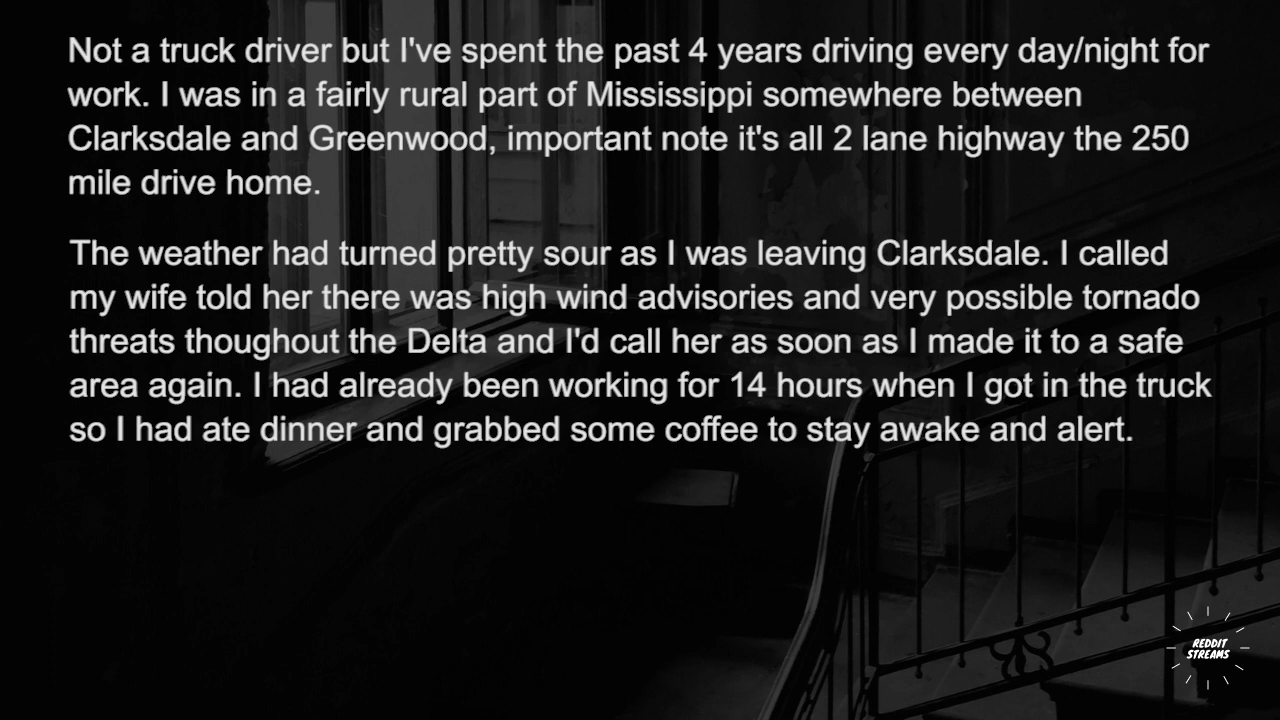 Not a truck driver but I've spent the past 4 years driving every day/night for
work. I was in a fairly rural part of Mississippi somewhere between
Clarksdale and Greenwood, important note it's all 2 lane highway the 250
mile drive home.
The weather had turned pretty sour as I was leaving Clarksdale. I called
my wife told her there was high wind advisories and very possible tornado
threats thoughout the Delta and I'd call her as soon as I made it to a safe
area again. I had already been working for 14 hours when I got in the truck
so I had ate dinner and grabbed some coffee to stay awake and alert.
REDDIT
STREAMS